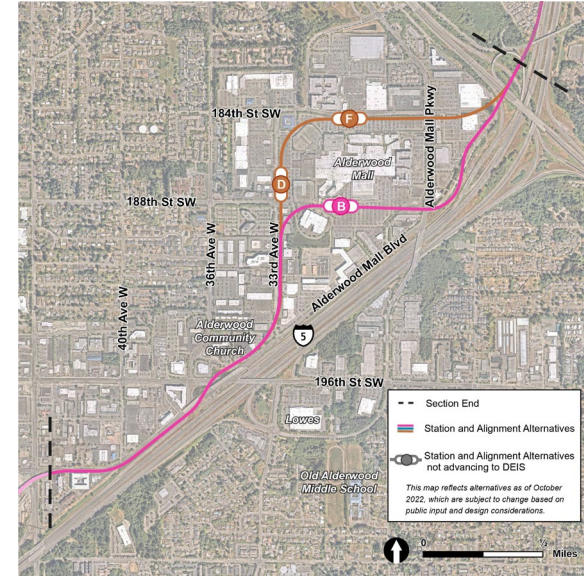 184th St SW
F
Alderwood Mall Pkwy
Alderwood
Mall
D
188th St SW
B
36th Ave W
33rd Ave W
Alderwood Mall Blvd
40th Ave W
Alderwood
Community
Church
5
196th St SW
Lowes
Old Alderwood
Middle School
Section End
Station and Alignment Alternatives
Station and Alignment Alternatives
not advancing to DEIS
This map reflects alternatives as of October
2022, which are subject to change based on
public input and design considerations.
0
½
Miles